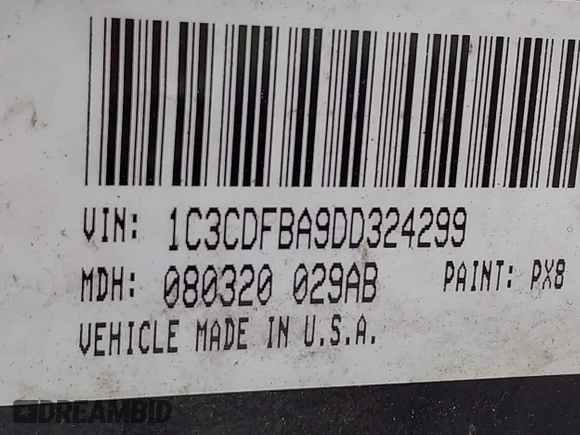 VIN: 1C3CDFBA9DD324299
MDH: 080320 029AB PAINT: PX8
VEHICLE MADE IN U.S.A.
DREAMBID